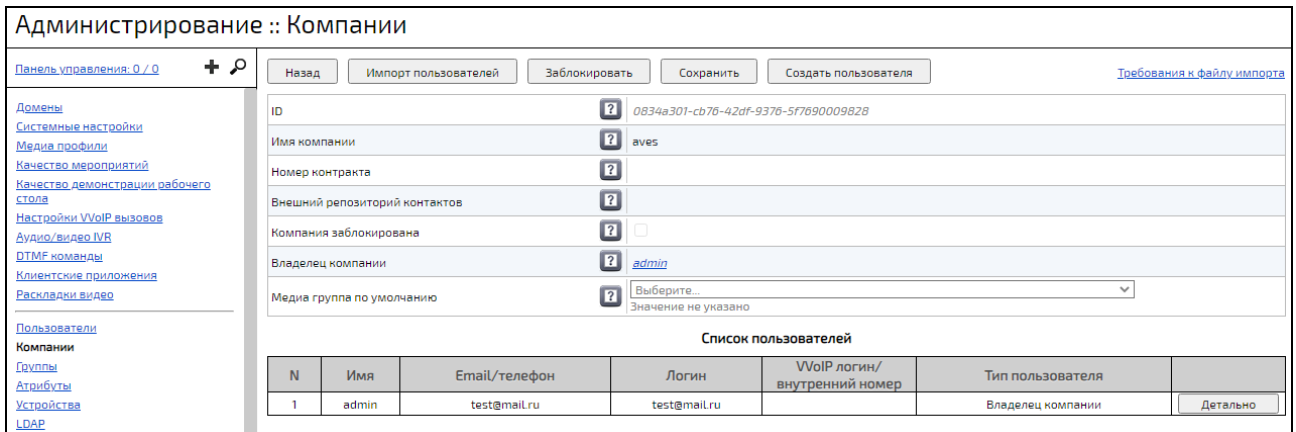 Администрирование :: Компании
Панель управления: 0 / 0
Домены
Системные настройки
Медиа профили
Качество мероприятий
Качество демонстрации рабочего
стола
Настройки VVoIP вызовов
Аудио/видео IVR
DTMF команды
Клиентские приложения
Раскладки видео
Пользователи
Компании
Группы
Атрибуты
Устройства
LDAP
Назад Импорт пользователей Заблокировать Сохранить Создать пользователя Требования к файлу импорта
ID ? 0834a301-cb76-42df-9376-5f7690009828
Имя компании ? aves
Номер контракта ?
Внешний репозиторий контактов ?
Компания заблокирована ?
Владелец компании ? admin
Медиа группа по умолчанию ? Выберите...
Значение не указано
Список пользователей
N Имя Email/телефон Логин VVoIP логин/ внутренний номер Тип пользователя
1 admin test@mail.ru test@mail.ru Владелец компании Детально